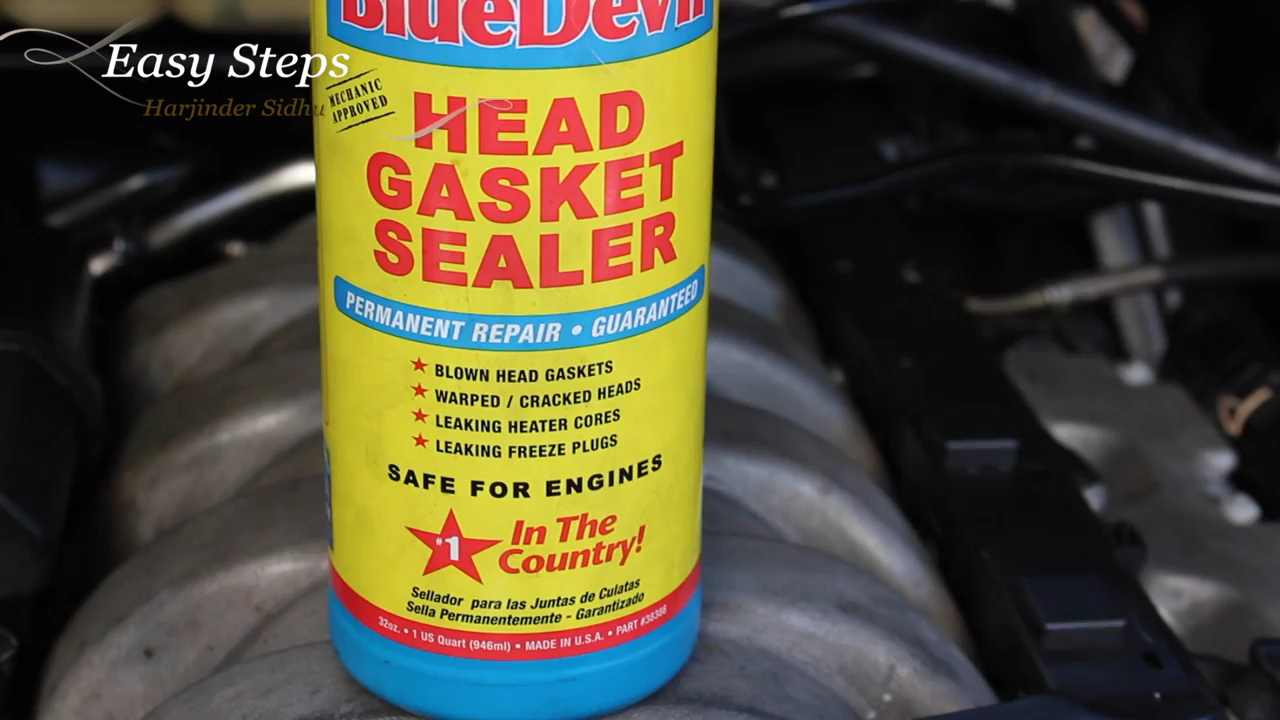 BlueDevil
Easy Steps
Harjinder Sidhu
MECHANIC
APPROVED
HEAD
GASKET
SEALER
PERMANENT REPAIR • GUARANTEED
★ BLOWN HEAD GASKETS
★ WARPED / CRACKED HEADS
★ LEAKING HEATER CORES
★ LEAKING FREEZE PLUGS
SAFE FOR ENGINES
#1 In The
Country!
Sellador para las Juntas de Culatas
Sella Permanentemente - Garantizado
32oz. • 1 US Quart (946ml) • MADE IN U.S.A. • PART #38386